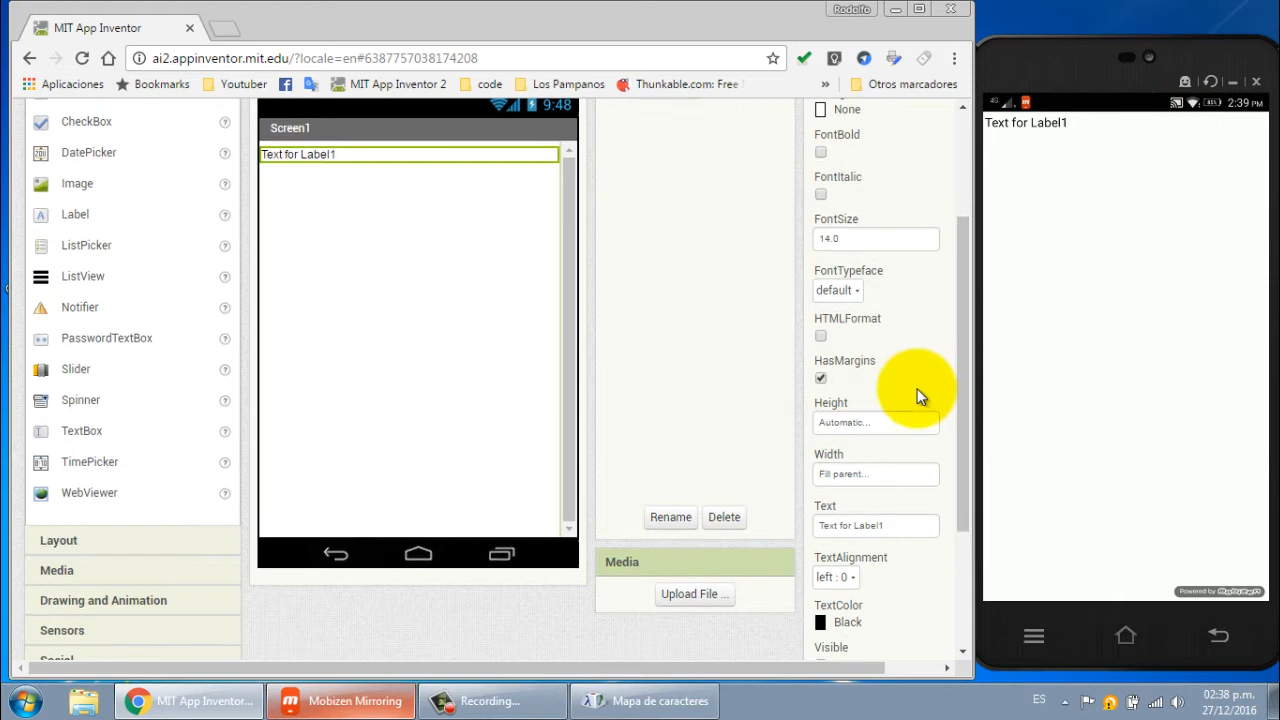 Rodolfo
MIT App Inventor
ai2.appinventor.mit.edu/?locale=en#6387757038174208
Aplicaciones
Bookmarks
Youtuber
MIT App Inventor 2
code
Los Pampanos
Thunkable.com: Free
»
Otros marcadores
CheckBox
DatePicker
Image
Label
ListPicker
ListView
Notifier
PasswordTextBox
Slider
Spinner
TextBox
TimePicker
WebViewer
Layout
Media
Drawing and Animation
Sensors
9:48
Screen1
Text for Label1
Rename
Delete
Media
Upload File ...
None
FontBold
FontItalic
FontSize
14.0
FontTypeface
default
HTMLFormat
HasMargins
Height
Automatic...
Width
Fill parent...
Text
Text for Label1
TextAlignment
left : 0
TextColor
Black
Visible
4G
85%
2:39 PM
Text for Label1
Powered by
MIT App Inventor...
Mobizen Mirroring
Recording...
Mapa de caracteres
ES
02:38 p.m.
27/12/2016